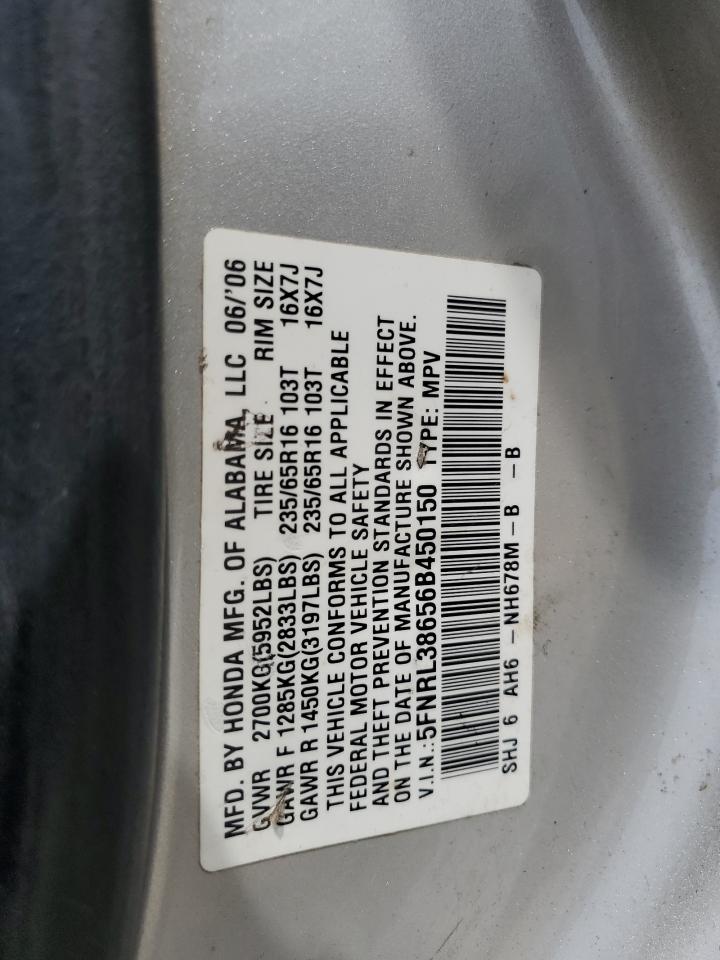 MFD. BY HONDA MFG. OF ALABAMA, LLC 06/'06
GVWR 2700KG(5952LBS) TIRE SIZE RIM SIZE
GAWR F 1285KG(2833LBS) 235/65R16 103T 16X7J
GAWR R 1450KG(3197LBS) 235/65R16 103T 16X7J
THIS VEHICLE CONFORMS TO ALL APPLICABLE
FEDERAL MOTOR VEHICLE SAFETY
AND THEFT PREVENTION STANDARDS IN EFFECT
ON THE DATE OF MANUFACTURE SHOWN ABOVE.
V.I.N.:5FNRL38656B450150 TYPE: MPV
SHJ 6 AH6 -NH678M-B -B